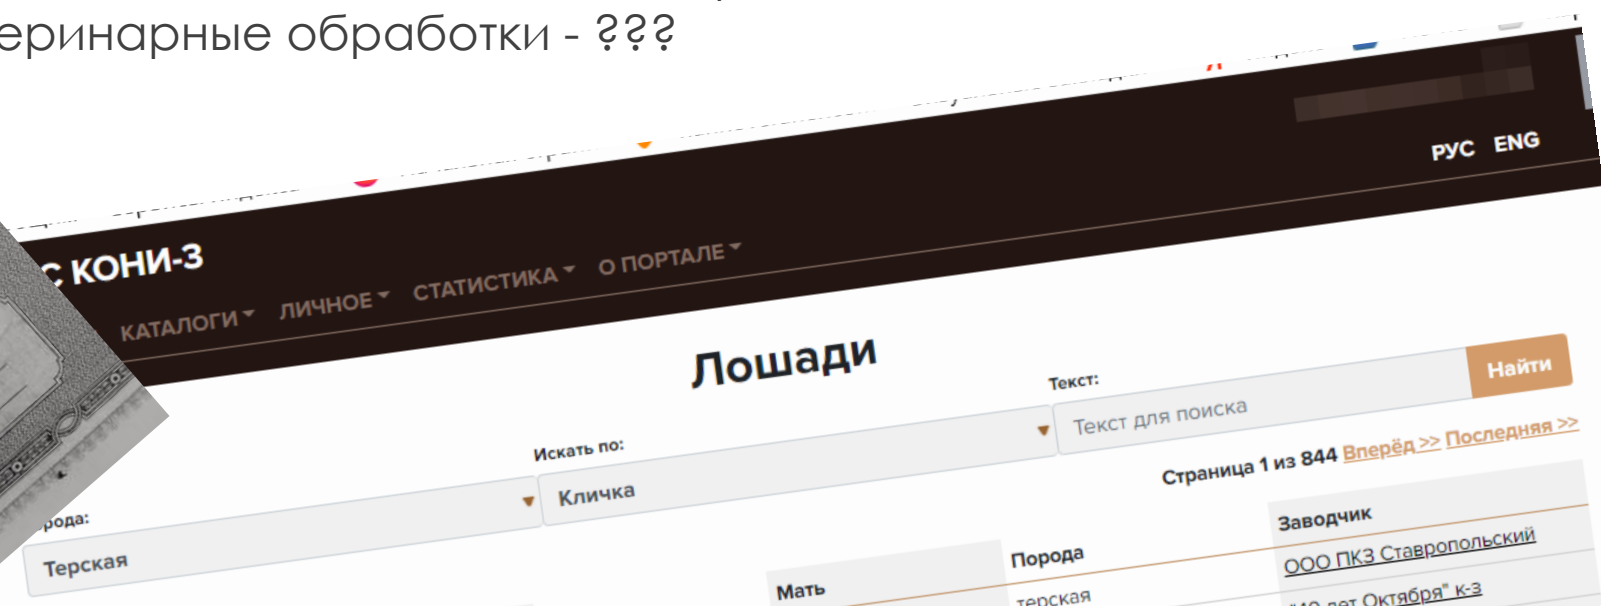 еринарные обработки - ???
С КОНИ-3
РУС ENG
КАТАЛОГИ ЛИЧНОЕ СТАТИСТИКА О ПОРТАЛЕ
Лошади
рода:
Искать по:
Текст:
Терская
Кличка
Текст для поиска
Найти
Страница 1 из 844 Вперёд >> Последняя >>
Мать
Порода
Заводчик
терская
ООО ПКЗ Ставропольский
лет Октября" к-з